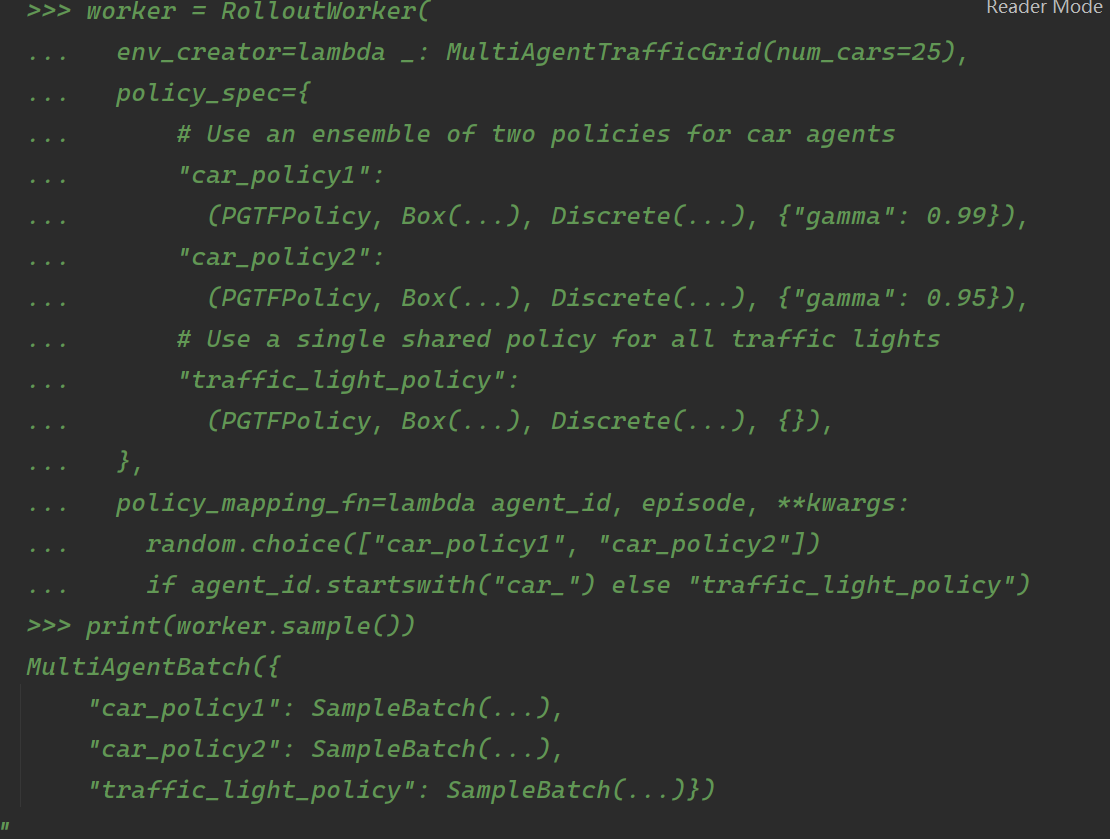 Reader Mode
>>> worker = RolloutWorker(
...   env_creator=lambda _: MultiAgentTrafficGrid(num_cars=25),
...   policy_spec={
...       # Use an ensemble of two policies for car agents
...       "car_policy1":
...         (PGTFPolicy, Box(...), Discrete(...), {"gamma": 0.99}),
...       "car_policy2":
...         (PGTFPolicy, Box(...), Discrete(...), {"gamma": 0.95}),
...       # Use a single shared policy for all traffic lights
...       "traffic_light_policy":
...         (PGTFPolicy, Box(...), Discrete(...), {}),
...   },
...   policy_mapping_fn=lambda agent_id, episode, **kwargs:
...     random.choice(["car_policy1", "car_policy2"])
...     if agent_id.startswith("car_") else "traffic_light_policy")
>>> print(worker.sample())
MultiAgentBatch({
    "car_policy1": SampleBatch(...),
    "car_policy2": SampleBatch(...),
    "traffic_light_policy": SampleBatch(...)})
"